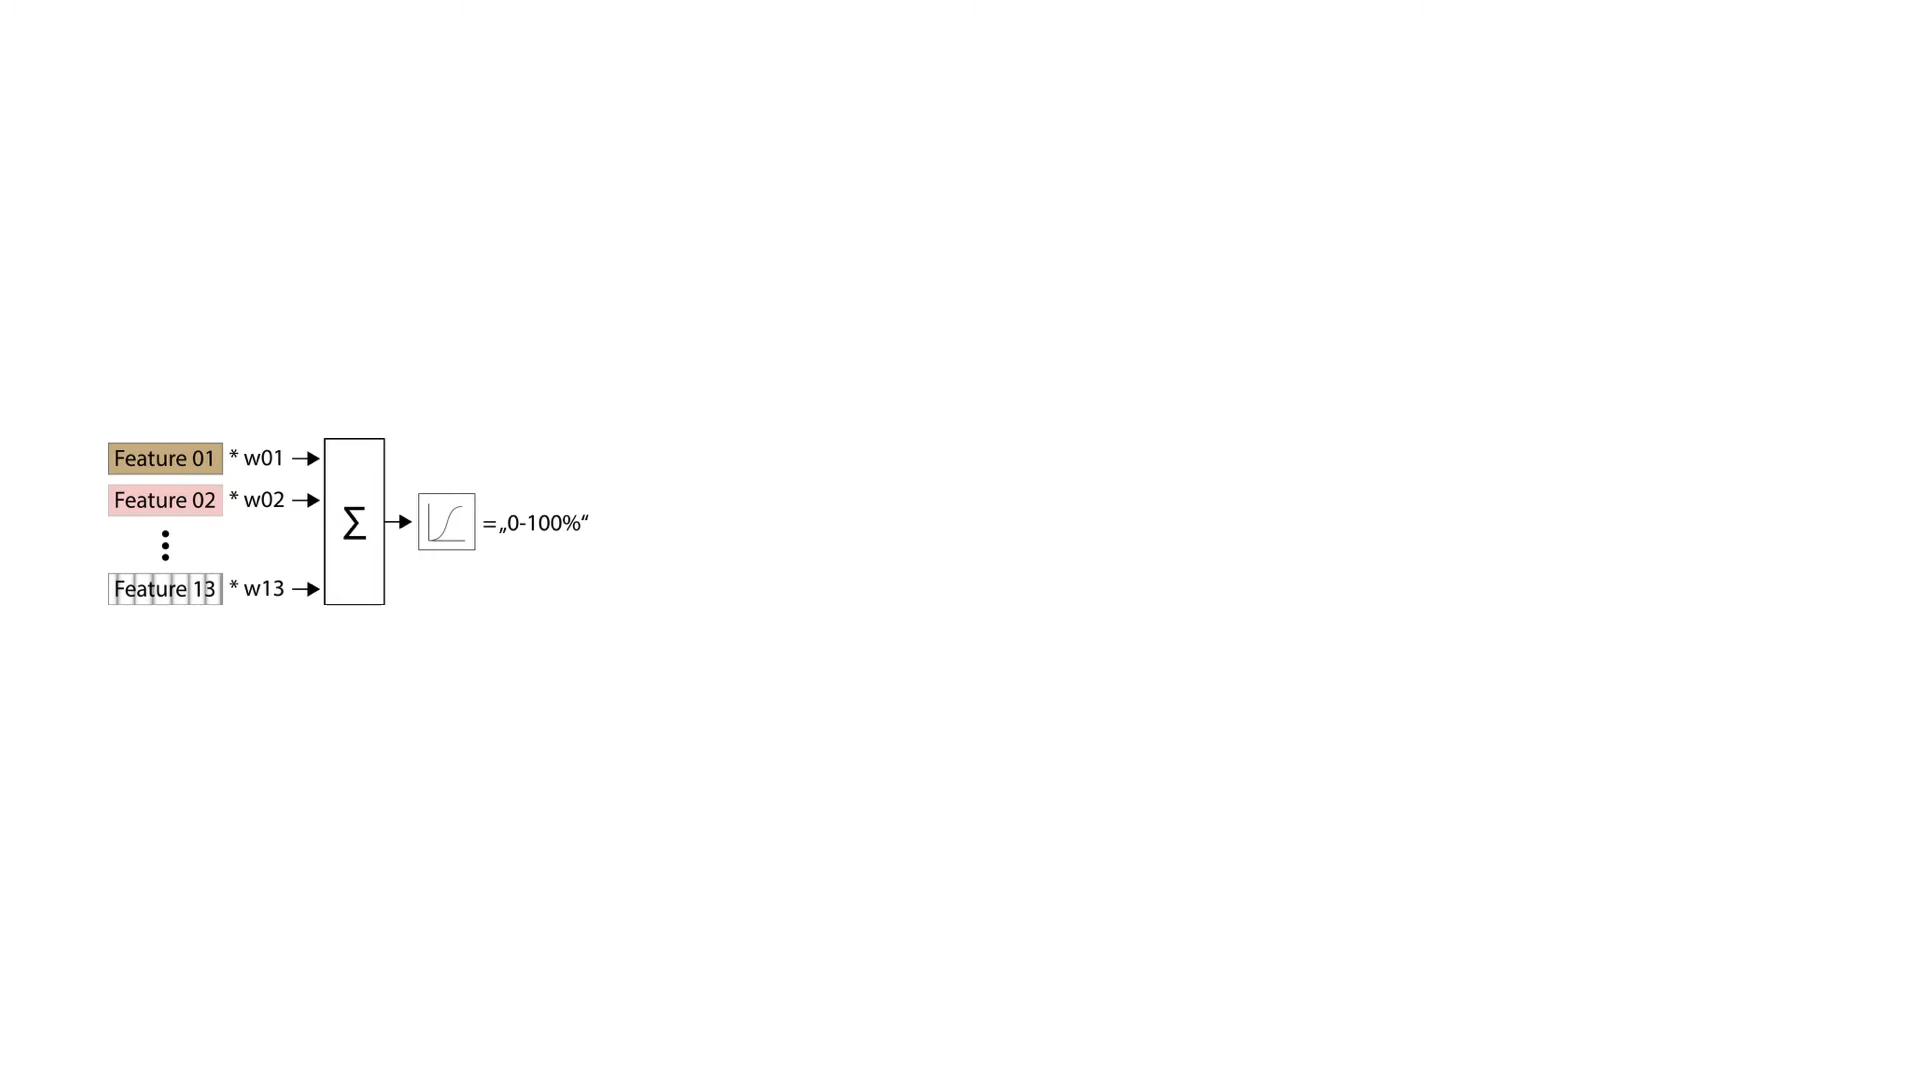 Feature 01 * w01
Feature 02 * w02
Σ
=„0-100%“
Feature 13 * w13